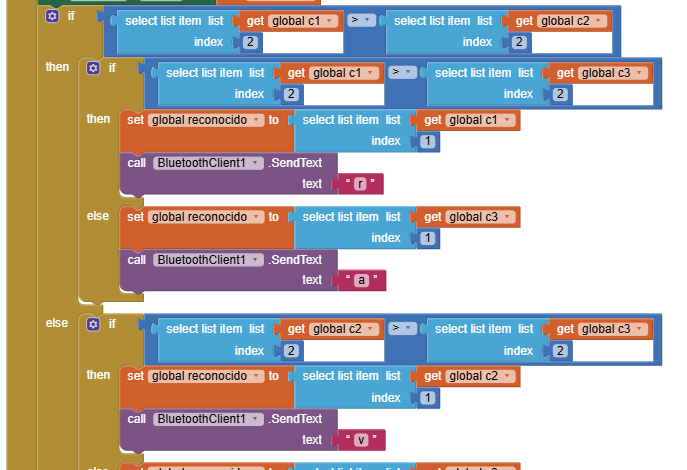 if select list item list get global c1 > select list item list get global c2
index 2 index 2
then if select list item list get global c1 > select list item list get global c3
index 2 index 2
then set global reconocido to select list item list get global c1
index 1
call BluetoothClient1 .SendText
text " r "
else set global reconocido to select list item list get global c3
index 1
call BluetoothClient1 .SendText
text " a "
else if select list item list get global c2 > select list item list get global c3
index 2 index 2
then set global reconocido to select list item list get global c2
index 1
call BluetoothClient1 .SendText
text " v "